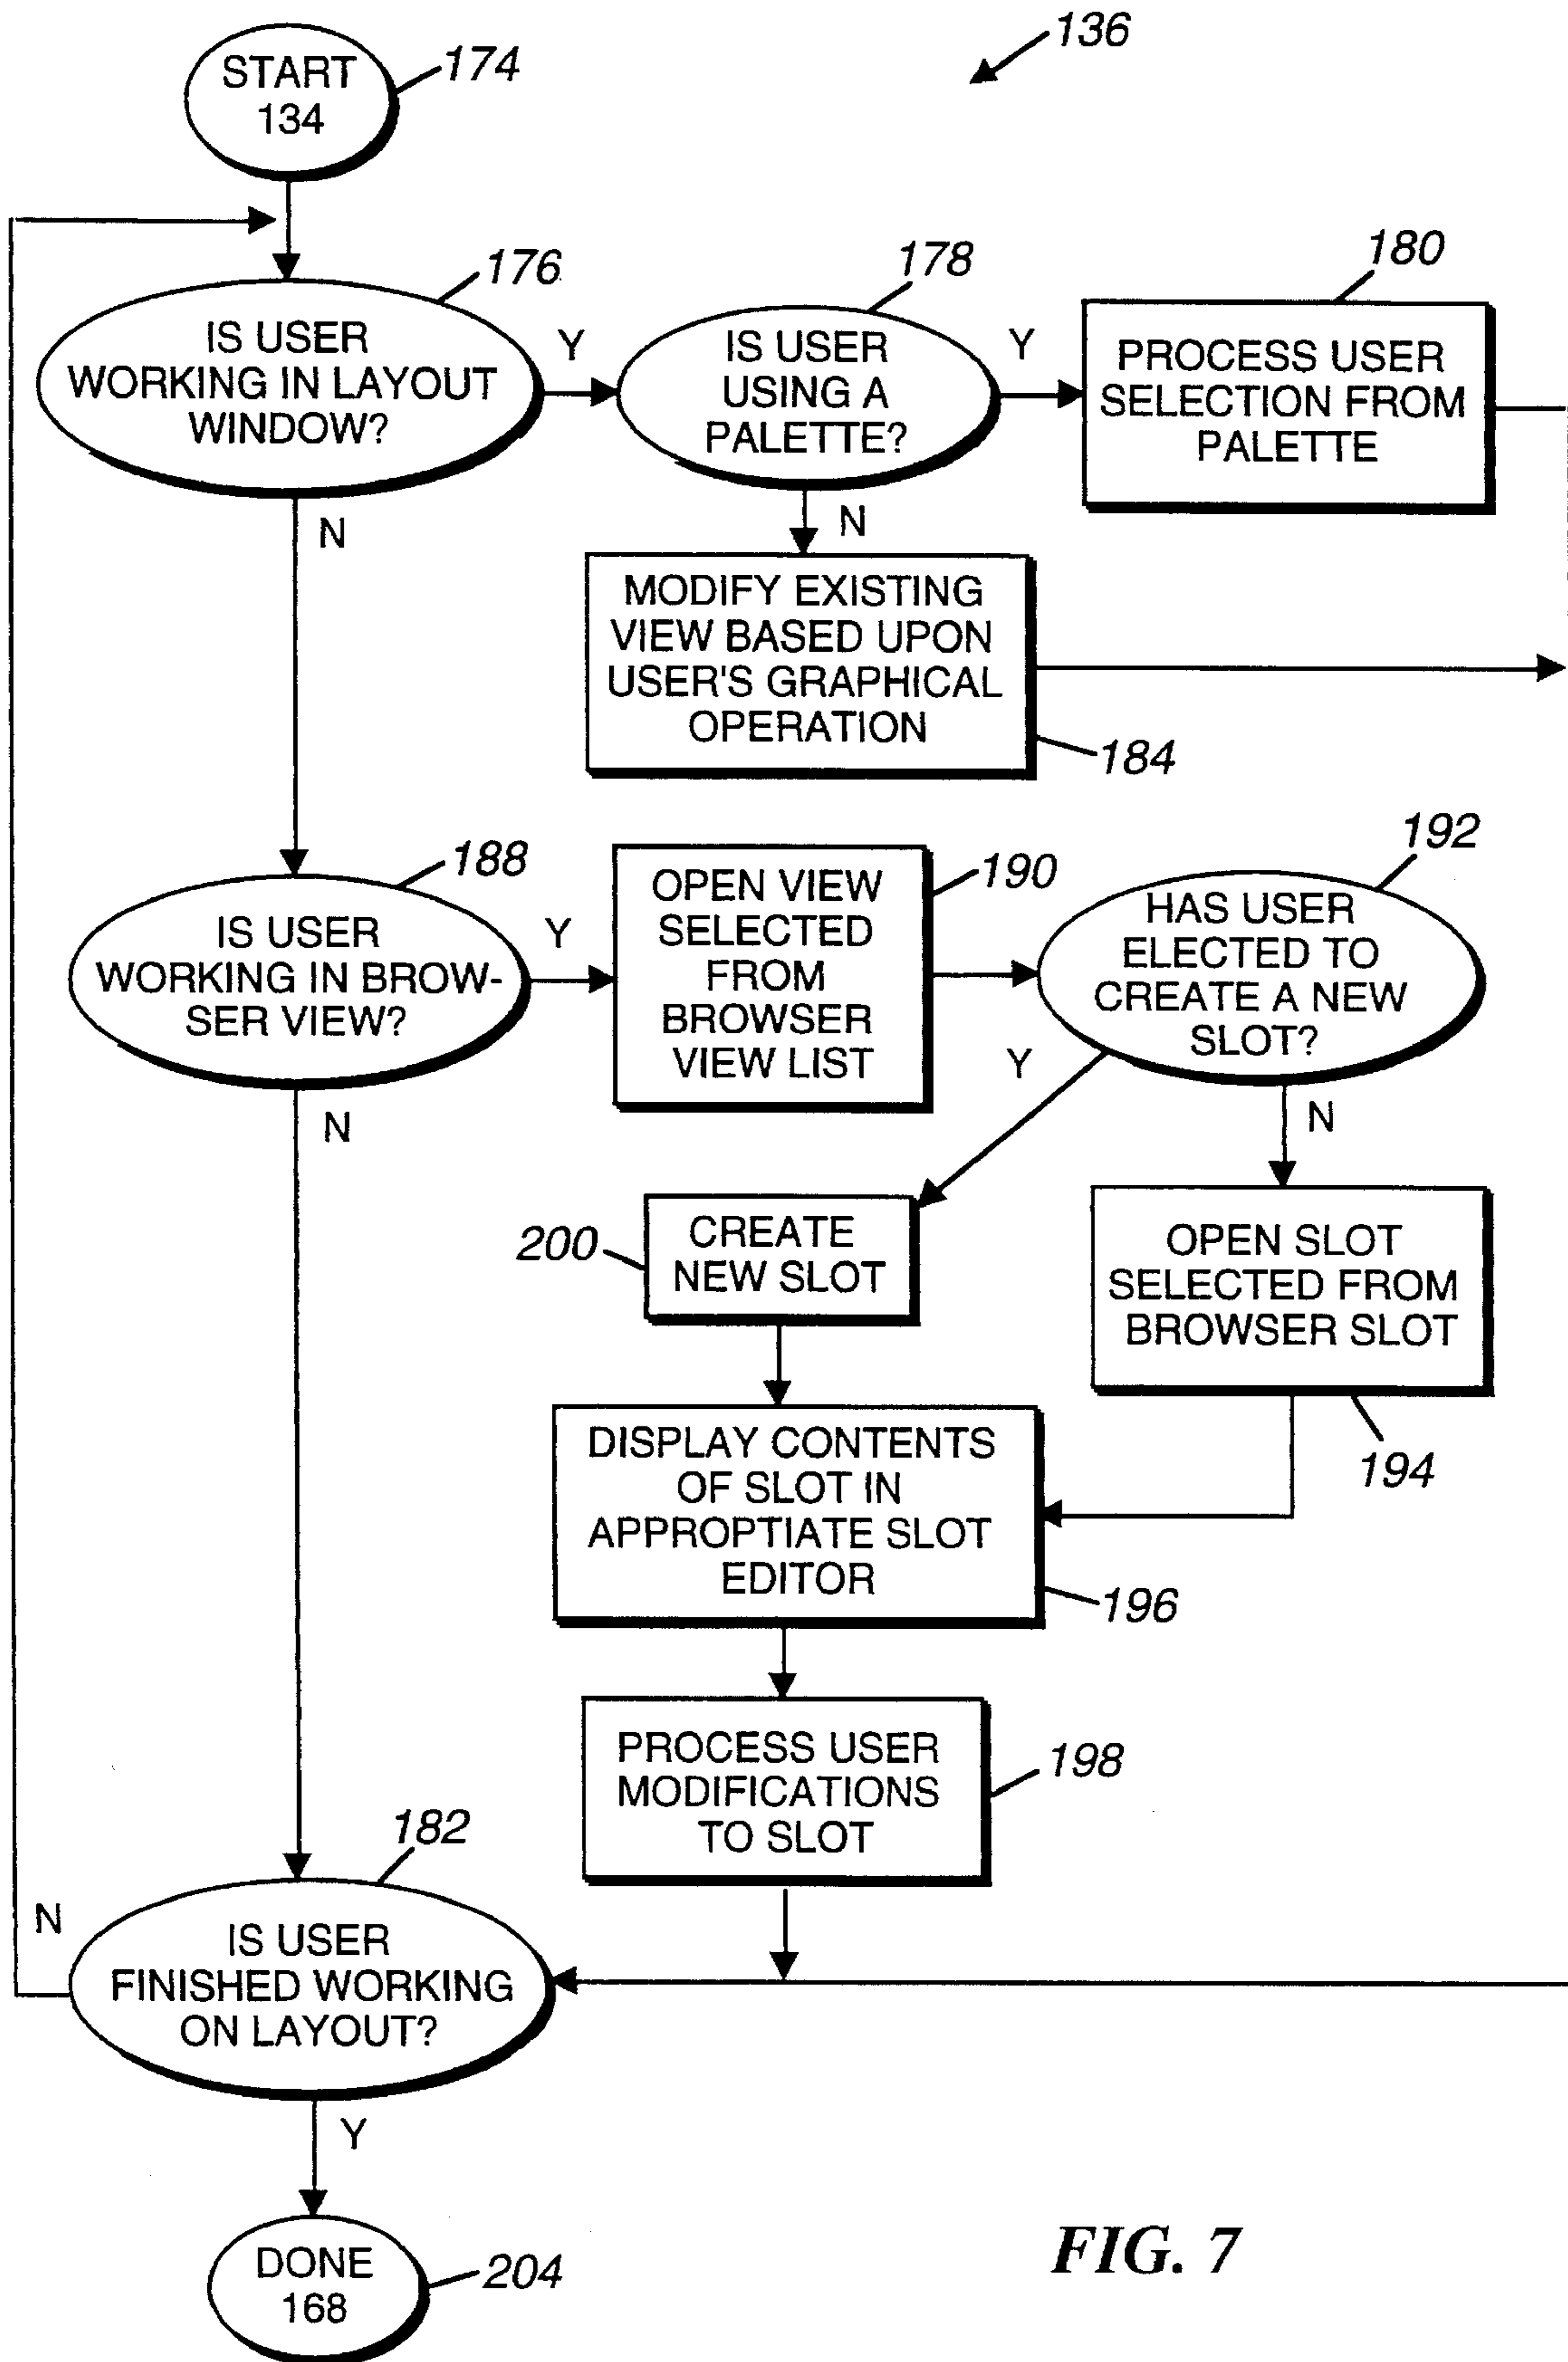 136
START
134
174
176
IS USER
WORKING IN LAYOUT
WINDOW?
Y
178
IS USER
USING A
PALETTE?
Y
180
PROCESS USER
SELECTION FROM
PALETTE
N
N
MODIFY EXISTING
VIEW BASED UPON
USER'S GRAPHICAL
OPERATION
184
188
IS USER
WORKING IN BROW-
SER VIEW?
Y
OPEN VIEW
SELECTED
FROM
BROWSER
VIEW LIST
190
192
HAS USER
ELECTED TO
CREATE A NEW
SLOT?
Y
N
N
200
CREATE
NEW SLOT
OPEN SLOT
SELECTED FROM
BROWSER SLOT
194
DISPLAY CONTENTS
OF SLOT IN
APPROPTIATE SLOT
EDITOR
196
PROCESS USER
MODIFICATIONS
TO SLOT
198
182
N
IS USER
FINISHED WORKING
ON LAYOUT?
Y
DONE
168
204
FIG. 7